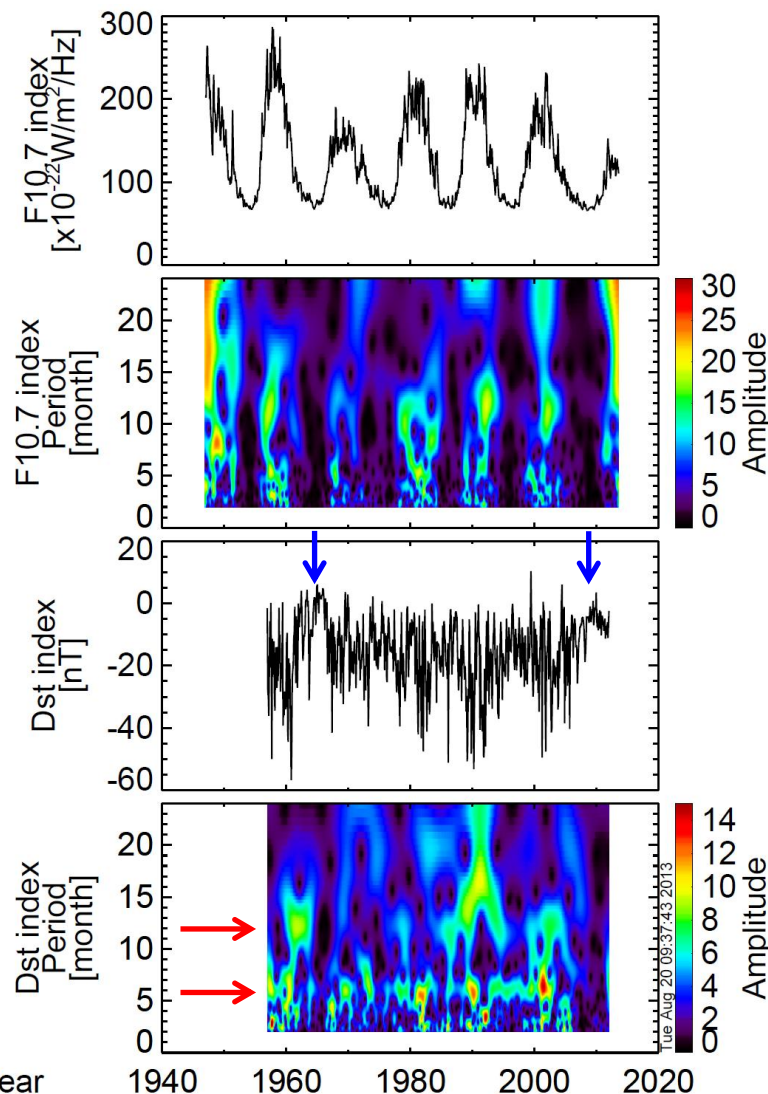 F10.7 index
[x10-22W/m2/Hz]
300
200
100
0
F10.7 index
Period
[month]
20
15
10
5
0
30
25
20
15
10
5
0
Amplitude
Dst index
[nT]
20
0
-20
-40
-60
Dst index
Period
[month]
20
15
10
5
0
14
12
10
8
6
4
2
0
Amplitude
Tue Aug 20 09:37:43 2013
ear
1940
1960
1980
2000
2020